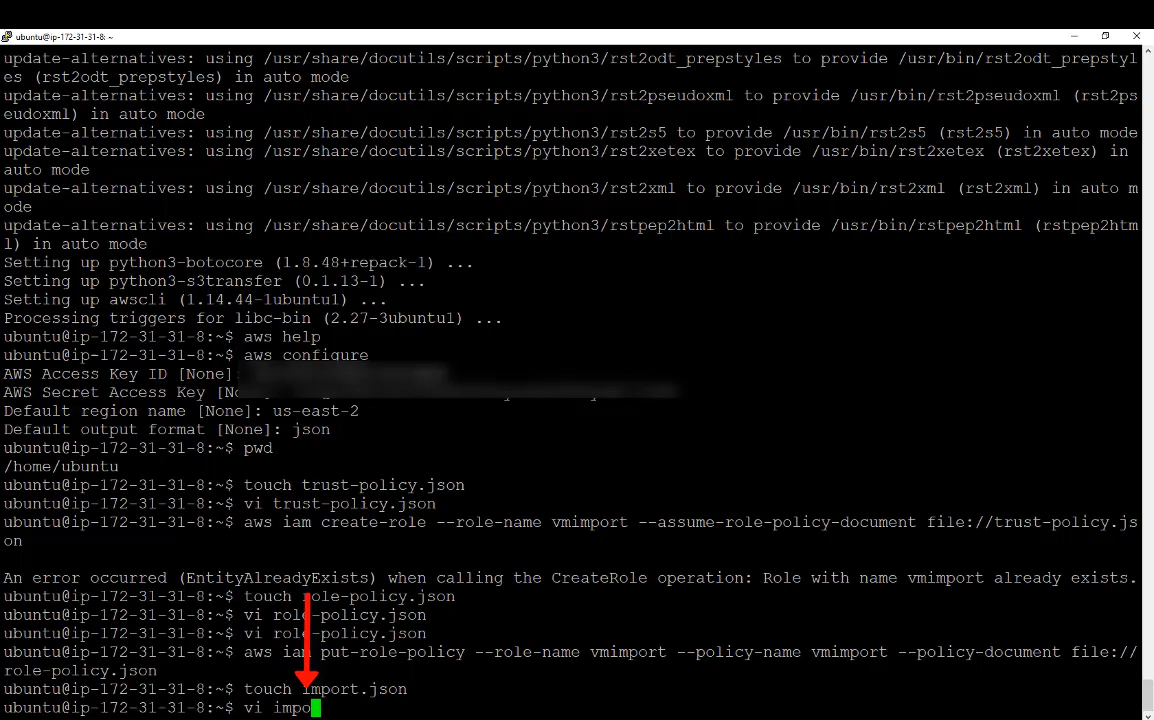 ubuntu@ip-172-31-31-8: ~
update-alternatives: using /usr/share/docutils/scripts/python3/rst2odt_prepstyles to provide /usr/bin/rst2odt_prepstyl
es (rst2odt_prepstyles) in auto mode
update-alternatives: using /usr/share/docutils/scripts/python3/rst2pseudoxml to provide /usr/bin/rst2pseudoxml (rst2ps
eudoxml) in auto mode
update-alternatives: using /usr/share/docutils/scripts/python3/rst2s5 to provide /usr/bin/rst2s5 (rst2s5) in auto mode
update-alternatives: using /usr/share/docutils/scripts/python3/rst2xetex to provide /usr/bin/rst2xetex (rst2xetex) in
auto mode
update-alternatives: using /usr/share/docutils/scripts/python3/rst2xml to provide /usr/bin/rst2xml (rst2xml) in auto m
ode
update-alternatives: using /usr/share/docutils/scripts/python3/rstpep2html to provide /usr/bin/rstpep2html (rstpep2htm
l) in auto mode
Setting up python3-botocore (1.8.48+repack-1) ...
Setting up python3-s3transfer (0.1.13-1) ...
Setting up awscli (1.14.44-1ubuntu1) ...
Processing triggers for libc-bin (2.27-3ubuntu1) ...
ubuntu@ip-172-31-31-8:~$ aws help
ubuntu@ip-172-31-31-8:~$ aws configure
AWS Access Key ID [None]:
AWS Secret Access Key
Default region name [None]: us-east-2
Default output format [None]: json
ubuntu@ip-172-31-31-8:~$ pwd
/home/ubuntu
ubuntu@ip-172-31-31-8:~$ touch trust-policy.json
ubuntu@ip-172-31-31-8:~$ vi trust-policy.json
ubuntu@ip-172-31-31-8:~$ aws iam create-role --role-name vmimport --assume-role-policy-document file://trust-policy.js
on
An error occurred (EntityAlreadyExists) when calling the CreateRole operation: Role with name vmimport already exists.
ubuntu@ip-172-31-31-8:~$ touch role-policy.json
ubuntu@ip-172-31-31-8:~$ vi role-policy.json
ubuntu@ip-172-31-31-8:~$ vi role-policy.json
ubuntu@ip-172-31-31-8:~$ aws iam put-role-policy --role-name vmimport --policy-name vmimport --policy-document file://
role-policy.json
ubuntu@ip-172-31-31-8:~$ touch import.json
ubuntu@ip-172-31-31-8:~$ vi impo